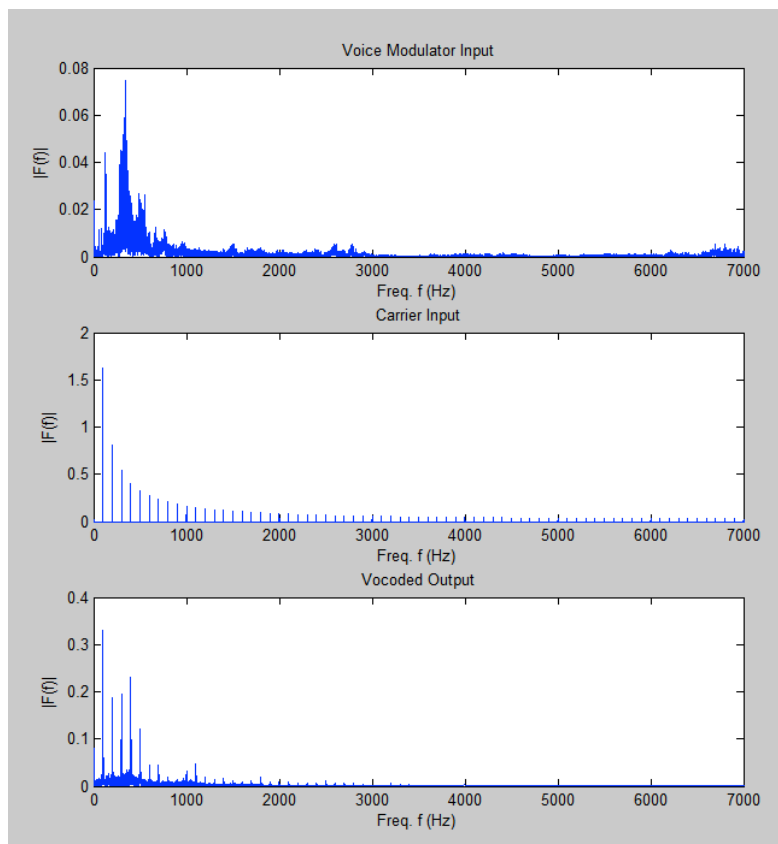 Voice Modulator Input
0.08
0.06
0.04
0.02
0
|F(f)|
0 1000 2000 3000 4000 5000 6000 7000
Freq. f (Hz)
Carrier Input
2
1.5
1
0.5
0
|F(f)|
0 1000 2000 3000 4000 5000 6000 7000
Freq. f (Hz)
Vocoded Output
0.4
0.3
0.2
0.1
0
|F(f)|
0 1000 2000 3000 4000 5000 6000 7000
Freq. f (Hz)